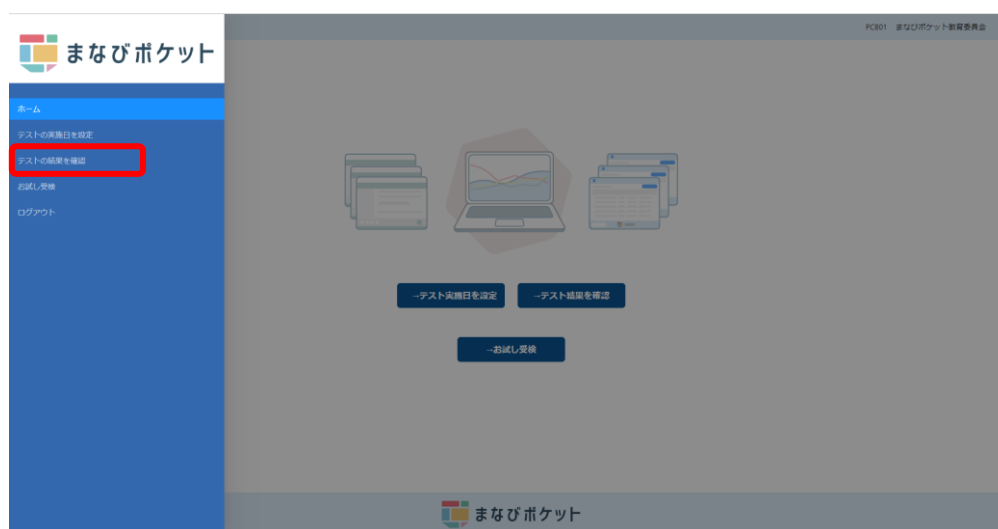 まなびポケット
PCB01 まなびポケット教育委員会
ホーム
テストの実施日を設定
テストの結果を確認
お試し受検
ログアウト
→テスト実施日を設定
→テスト結果を確認
→お試し受検
まなびポケット